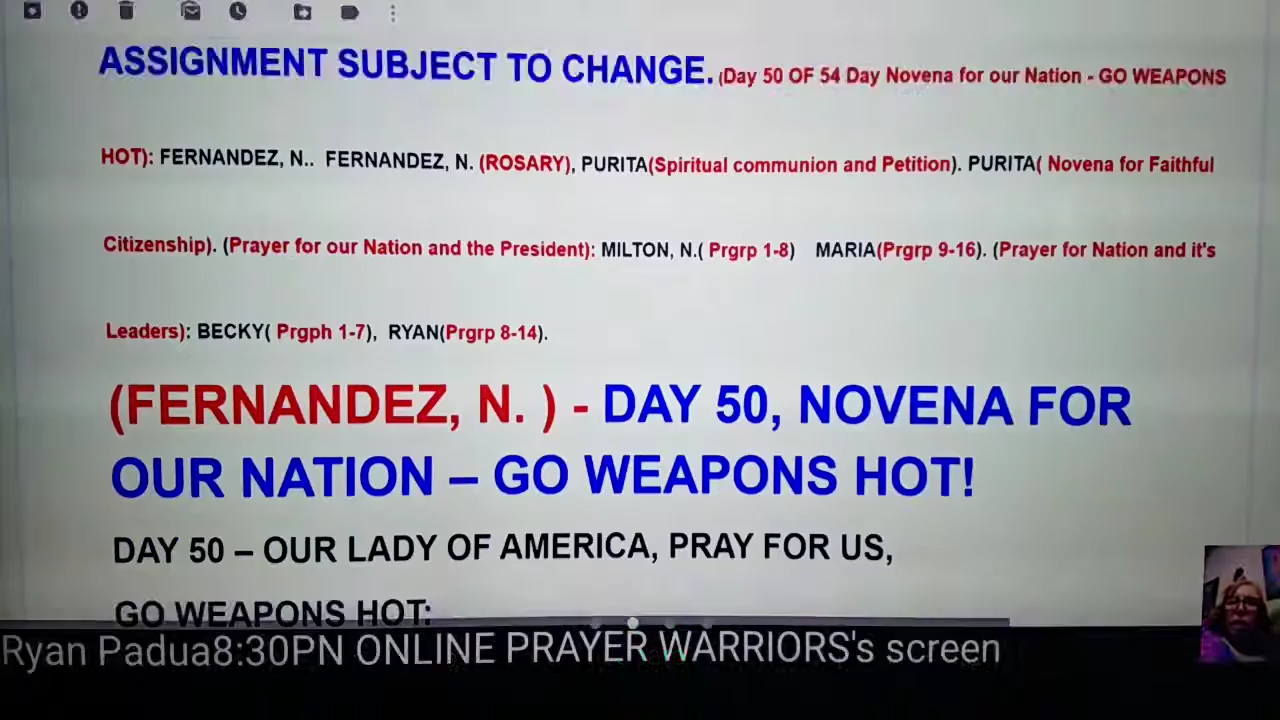 ASSIGNMENT SUBJECT TO CHANGE. (Day 50 OF 54 Day Novena for our Nation - GO WEAPONS
HOT): FERNANDEZ, N.. FERNANDEZ, N. (ROSARY), PURITA(Spiritual communion and Petition). PURITA( Novena for Faithful
Citizenship). (Prayer for our Nation and the President): MILTON, N.( Prgrp 1-8) MARIA(Prgrp 9-16). (Prayer for Nation and it's
Leaders): BECKY( Prgph 1-7), RYAN(Prgrp 8-14).
(FERNANDEZ, N. ) - DAY 50, NOVENA FOR
OUR NATION – GO WEAPONS HOT!
DAY 50 – OUR LADY OF AMERICA, PRAY FOR US,
GO WEAPONS HOT:
Ryan Padua8:30PN ONLINE PRAYER WARRIORS's screen